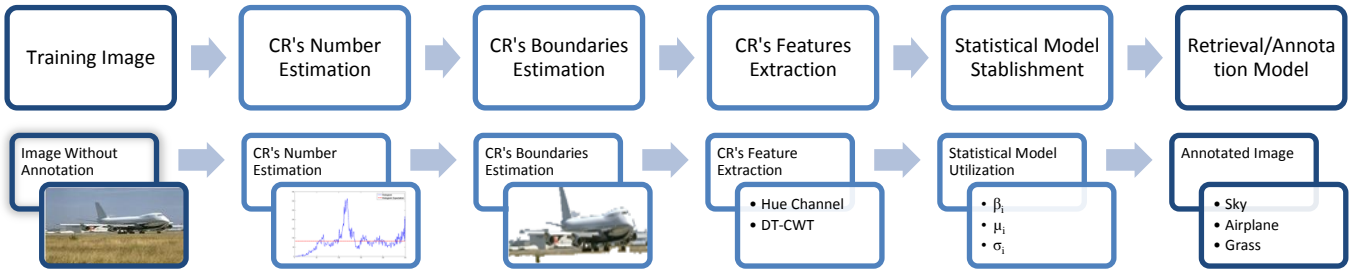 Training Image
CR's Number
Estimation
CR's Boundaries
Estimation
CR's Features
Extraction
Statistical Model
Stablishment
Retrieval/Annota
tion Model
Image Without
Annotation
CR's Number
Estimation
CR's Boundaries
Estimation
CR's Feature
Extraction
• Hue Channel
• DT-CWT
Statistical Model
Utilization
• βi
• μi
• σi
Annotated Image
• Sky
• Airplane
• Grass